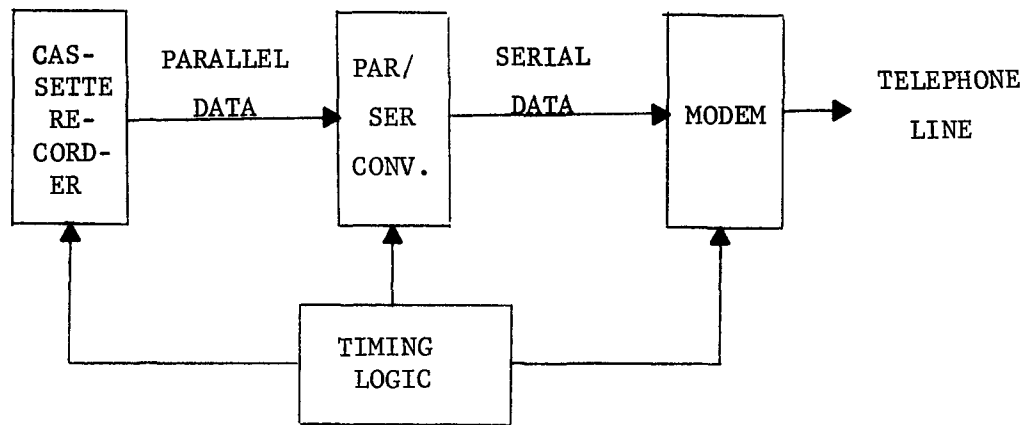 CAS-
SETTE
RE-
CORD-
ER
PARALLEL
DATA
PAR/
SER
CONV.
SERIAL
DATA
MODEM
TELEPHONE
LINE
TIMING
LOGIC